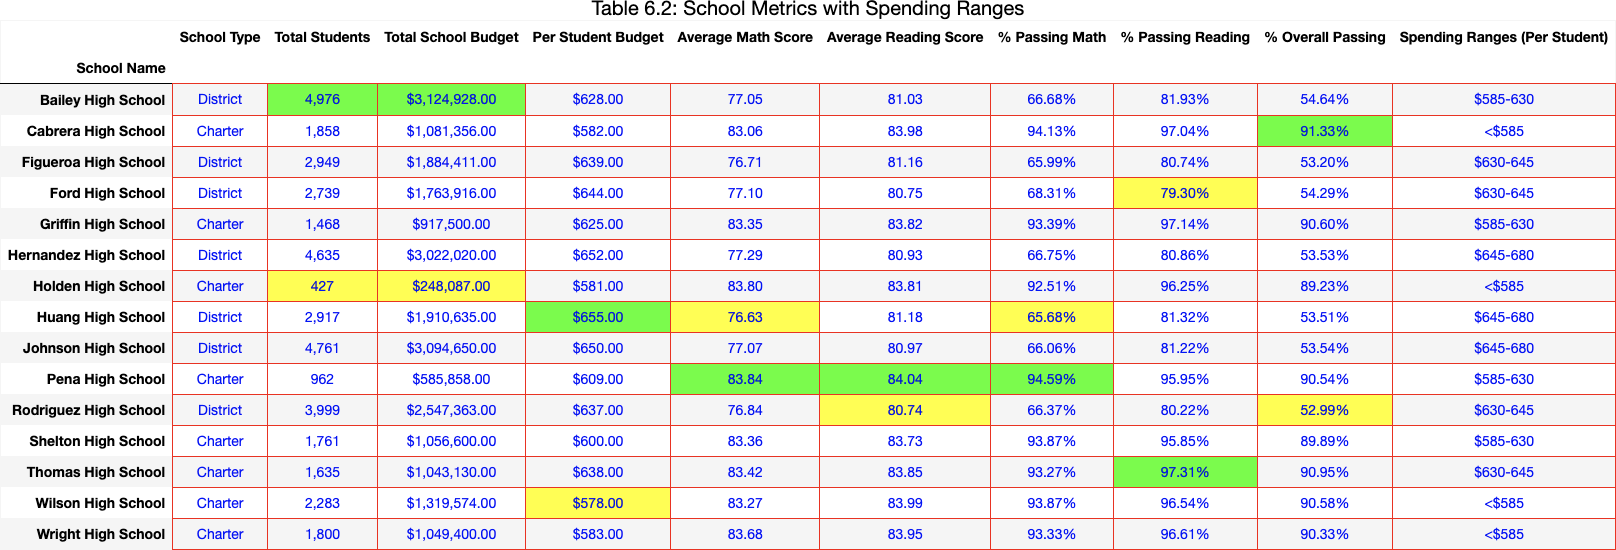 Table 6.2: School Metrics with Spending Ranges
School Type Total Students Total School Budget Per Student Budget Average Math Score Average Reading Score % Passing Math % Passing Reading % Overall Passing Spending Ranges (Per Student)
School Name
Bailey High School District 4,976 $3,124,928.00 $628.00 77.05 81.03 66.68% 81.93% 54.64% $585-630
Cabrera High School Charter 1,858 $1,081,356.00 $582.00 83.06 83.98 94.13% 97.04% 91.33% <$585
Figueroa High School District 2,949 $1,884,411.00 $639.00 76.71 81.16 65.99% 80.74% 53.20% $630-645
Ford High School District 2,739 $1,763,916.00 $644.00 77.10 80.75 68.31% 79.30% 54.29% $630-645
Griffin High School Charter 1,468 $917,500.00 $625.00 83.35 83.82 93.39% 97.14% 90.60% $585-630
Hernandez High School District 4,635 $3,022,020.00 $652.00 77.29 80.93 66.75% 80.86% 53.53% $645-680
Holden High School Charter 427 $248,087.00 $581.00 83.80 83.81 92.51% 96.25% 89.23% <$585
Huang High School District 2,917 $1,910,635.00 $655.00 76.63 81.18 65.68% 81.32% 53.51% $645-680
Johnson High School District 4,761 $3,094,650.00 $650.00 77.07 80.97 66.06% 81.22% 53.54% $645-680
Pena High School Charter 962 $585,858.00 $609.00 83.84 84.04 94.59% 95.95% 90.54% $585-630
Rodriguez High School District 3,999 $2,547,363.00 $637.00 76.84 80.74 66.37% 80.22% 52.99% $630-645
Shelton High School Charter 1,761 $1,056,600.00 $600.00 83.36 83.73 93.87% 95.85% 89.89% $585-630
Thomas High School Charter 1,635 $1,043,130.00 $638.00 83.42 83.85 93.27% 97.31% 90.95% $630-645
Wilson High School Charter 2,283 $1,319,574.00 $578.00 83.27 83.99 93.87% 96.54% 90.58% <$585
Wright High School Charter 1,800 $1,049,400.00 $583.00 83.68 83.95 93.33% 96.61% 90.33% <$585